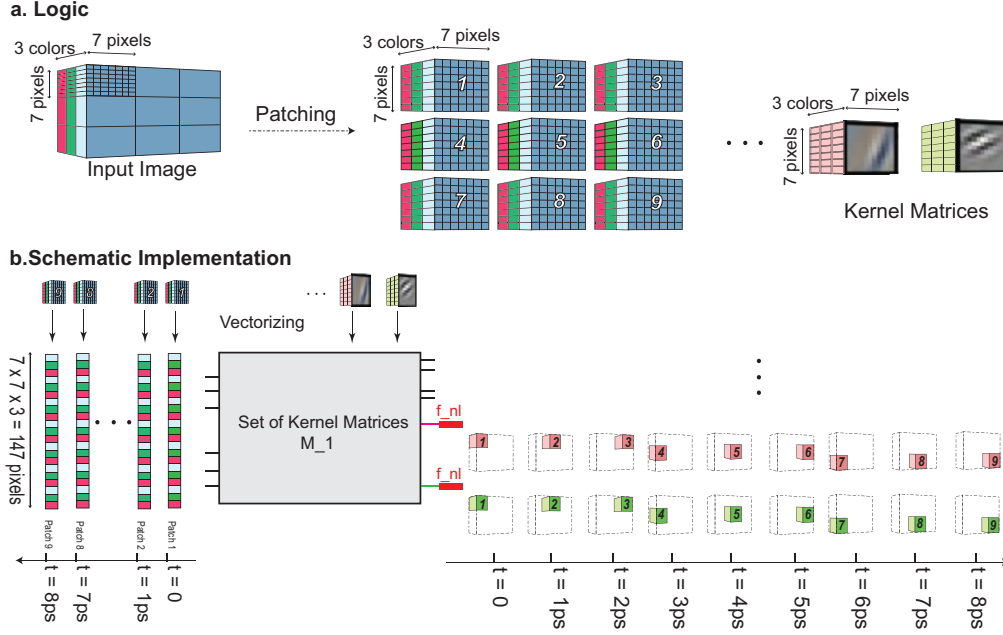 a. Logic
3 colors
7 pixels
7 pixels
Input Image
Patching
3 colors
7 pixels
7 pixels
1
2
3
4
5
6
7
8
9
...
3 colors
7 pixels
7 pixels
Kernel Matrices
b.Schematic Implementation
2
1
...
Vectorizing
7 x 7 x 3 = 147 pixels
...
Set of Kernel Matrices
M_1
f_nl
f_nl
1
2
3
4
5
6
7
8
9
1
2
3
4
5
6
7
8
9
Patch 9
Patch 8
Patch 2
Patch 1
t = 8ps
t = 7ps
t = 1ps
t = 0
t = 0
t = 1ps
t = 2ps
t = 3ps
t = 4ps
t = 5ps
t = 6ps
t = 7ps
t = 8ps